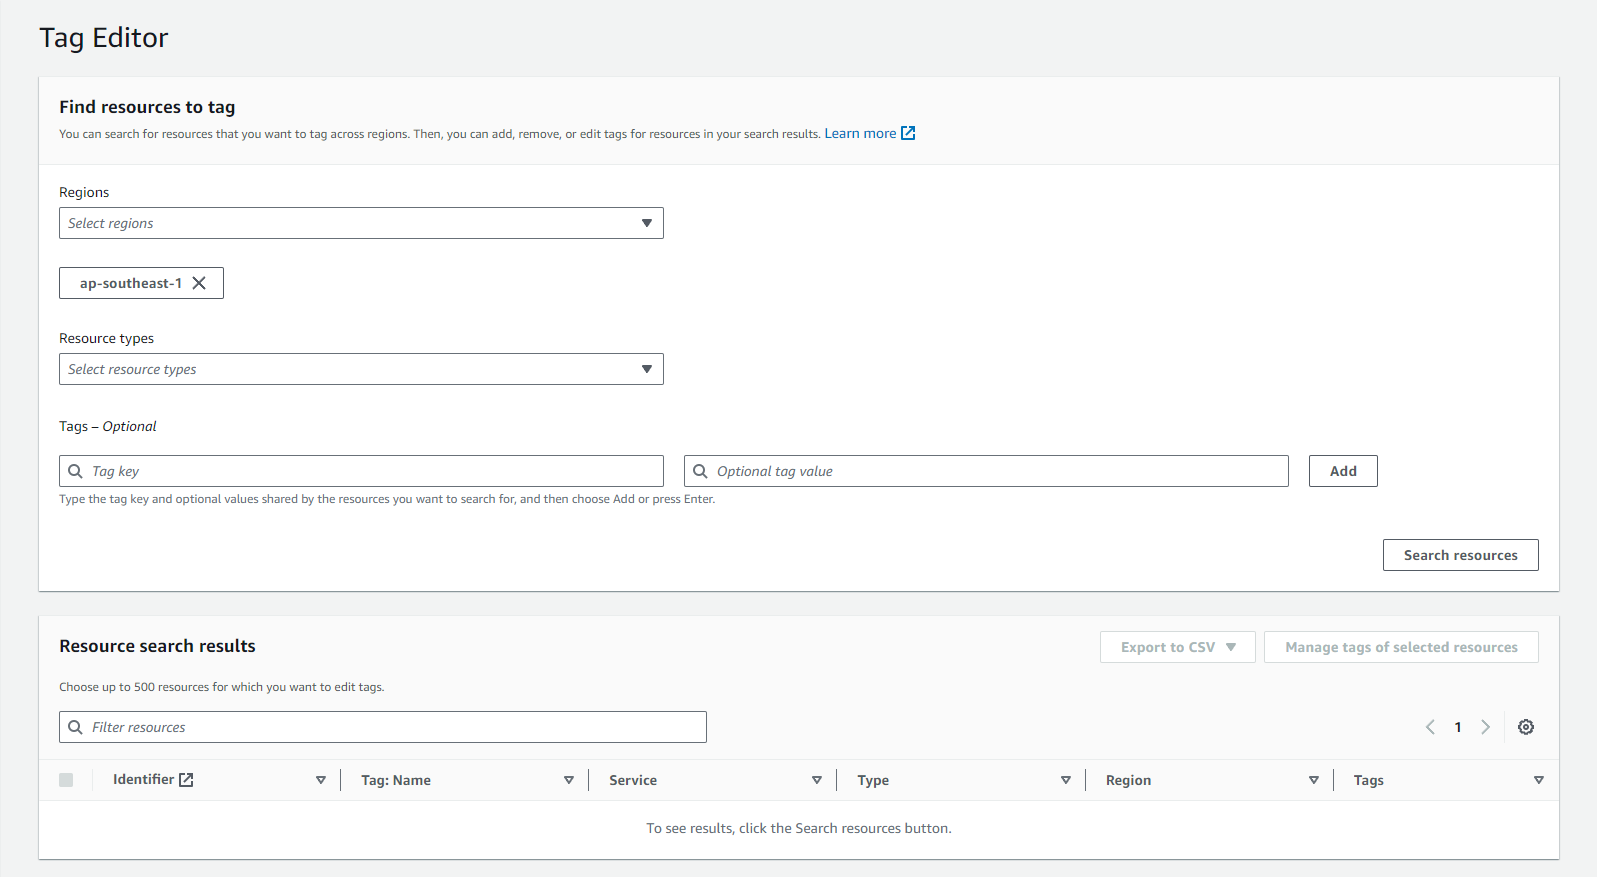 Tag Editor
Find resources to tag
You can search for resources that you want to tag across regions. Then, you can add, remove, or edit tags for resources in your search results. Learn more
Regions
Select regions
ap-southeast-1
Resource types
Select resource types
Tags – Optional
Tag key
Optional tag value
Add
Type the tag key and optional values shared by the resources you want to search for, and then choose Add or press Enter.
Search resources
Resource search results
Export to CSV
Manage tags of selected resources
Choose up to 500 resources for which you want to edit tags.
Filter resources
1
Identifier
Tag: Name
Service
Type
Region
Tags
To see results, click the Search resources button.